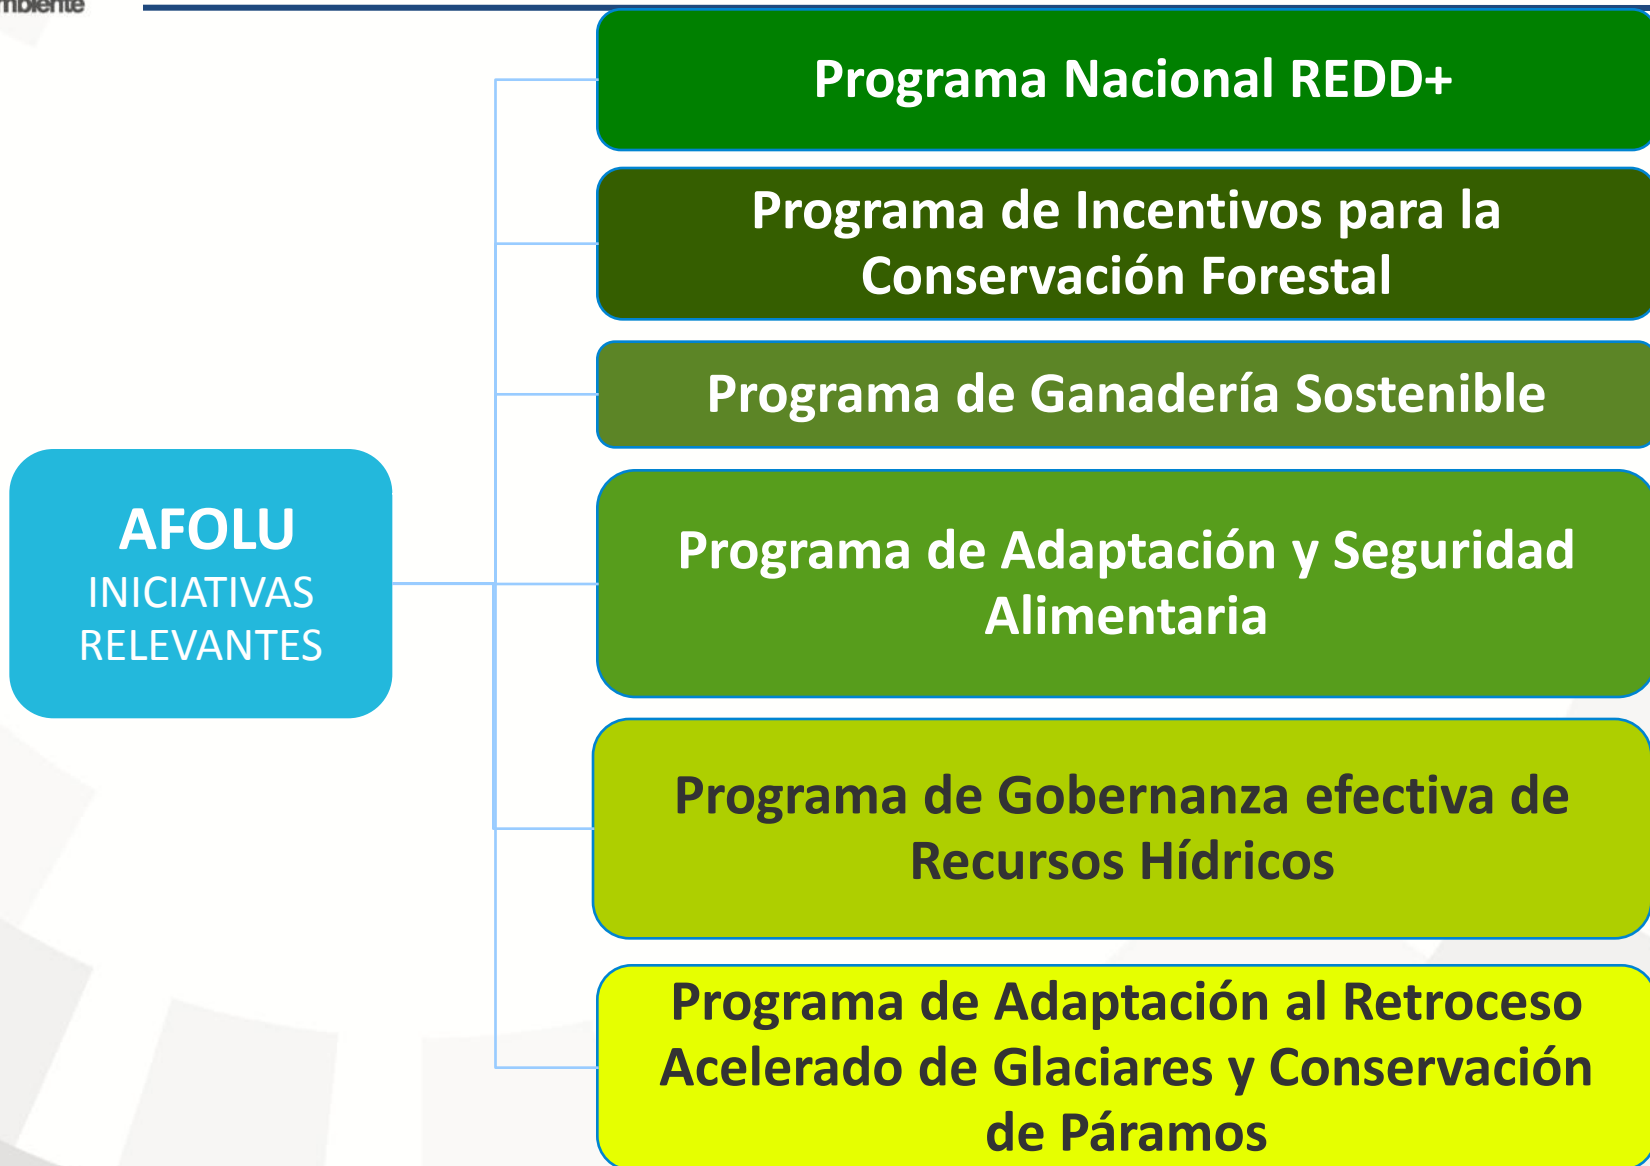 Programa Nacional REDD+
Programa de Incentivos para la
Conservación Forestal
Programa de Ganadería Sostenible
AFOLU
INICIATIVAS
RELEVANTES
Programa de Adaptación y Seguridad
Alimentaria
Programa de Gobernanza efectiva de
Recursos Hídricos
Programa de Adaptación al Retroceso
Acelerado de Glaciares y Conservación
de Páramos